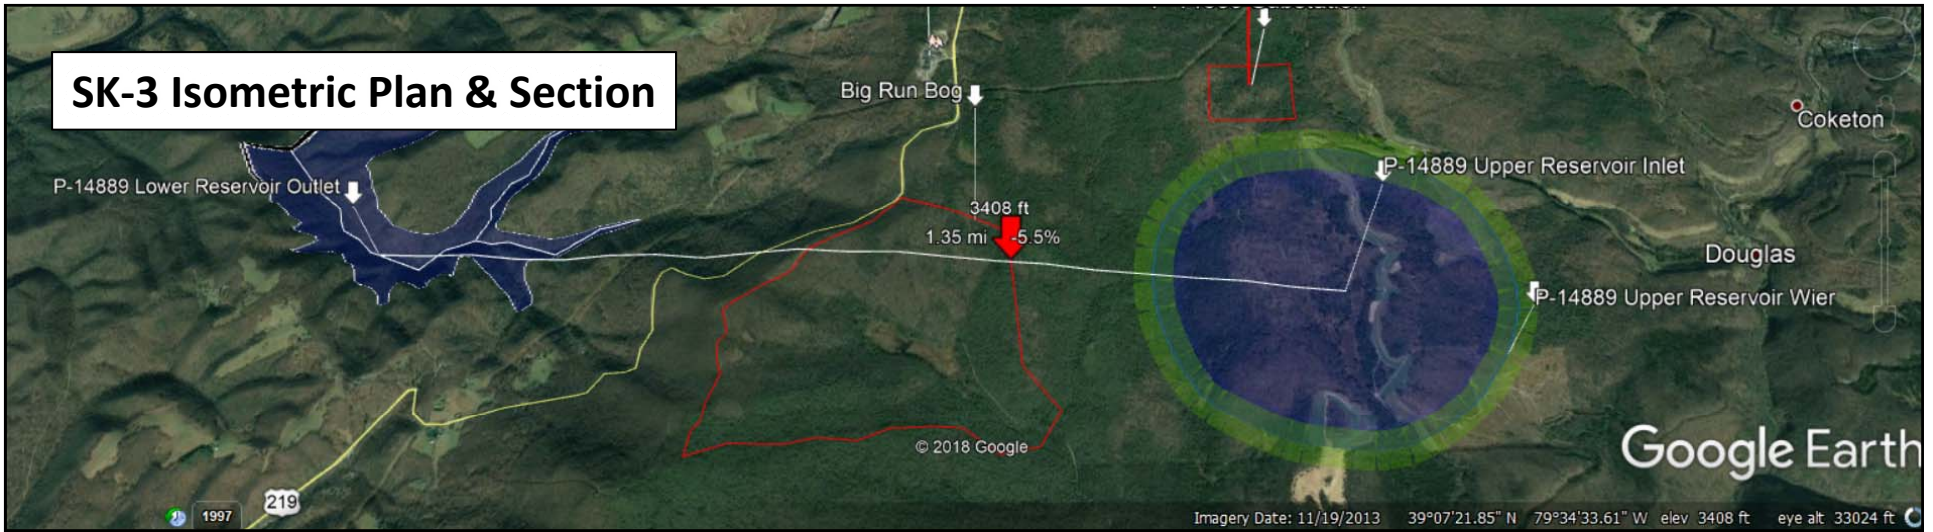 SK-3 Isometric Plan & Section
Big Run Bog
Coketon
P-14889 Upper Reservoir Inlet
P-14889 Lower Reservoir Outlet
3408 ft
1.35 mi -5.5%
Douglas
P-14889 Upper Reservoir Wier
© 2018 Google
Google Earth
219
1997
Imagery Date: 11/19/2013 39°07'21.85" N 79°34'33.61" W elev 3408 ft eye alt 33024 ft